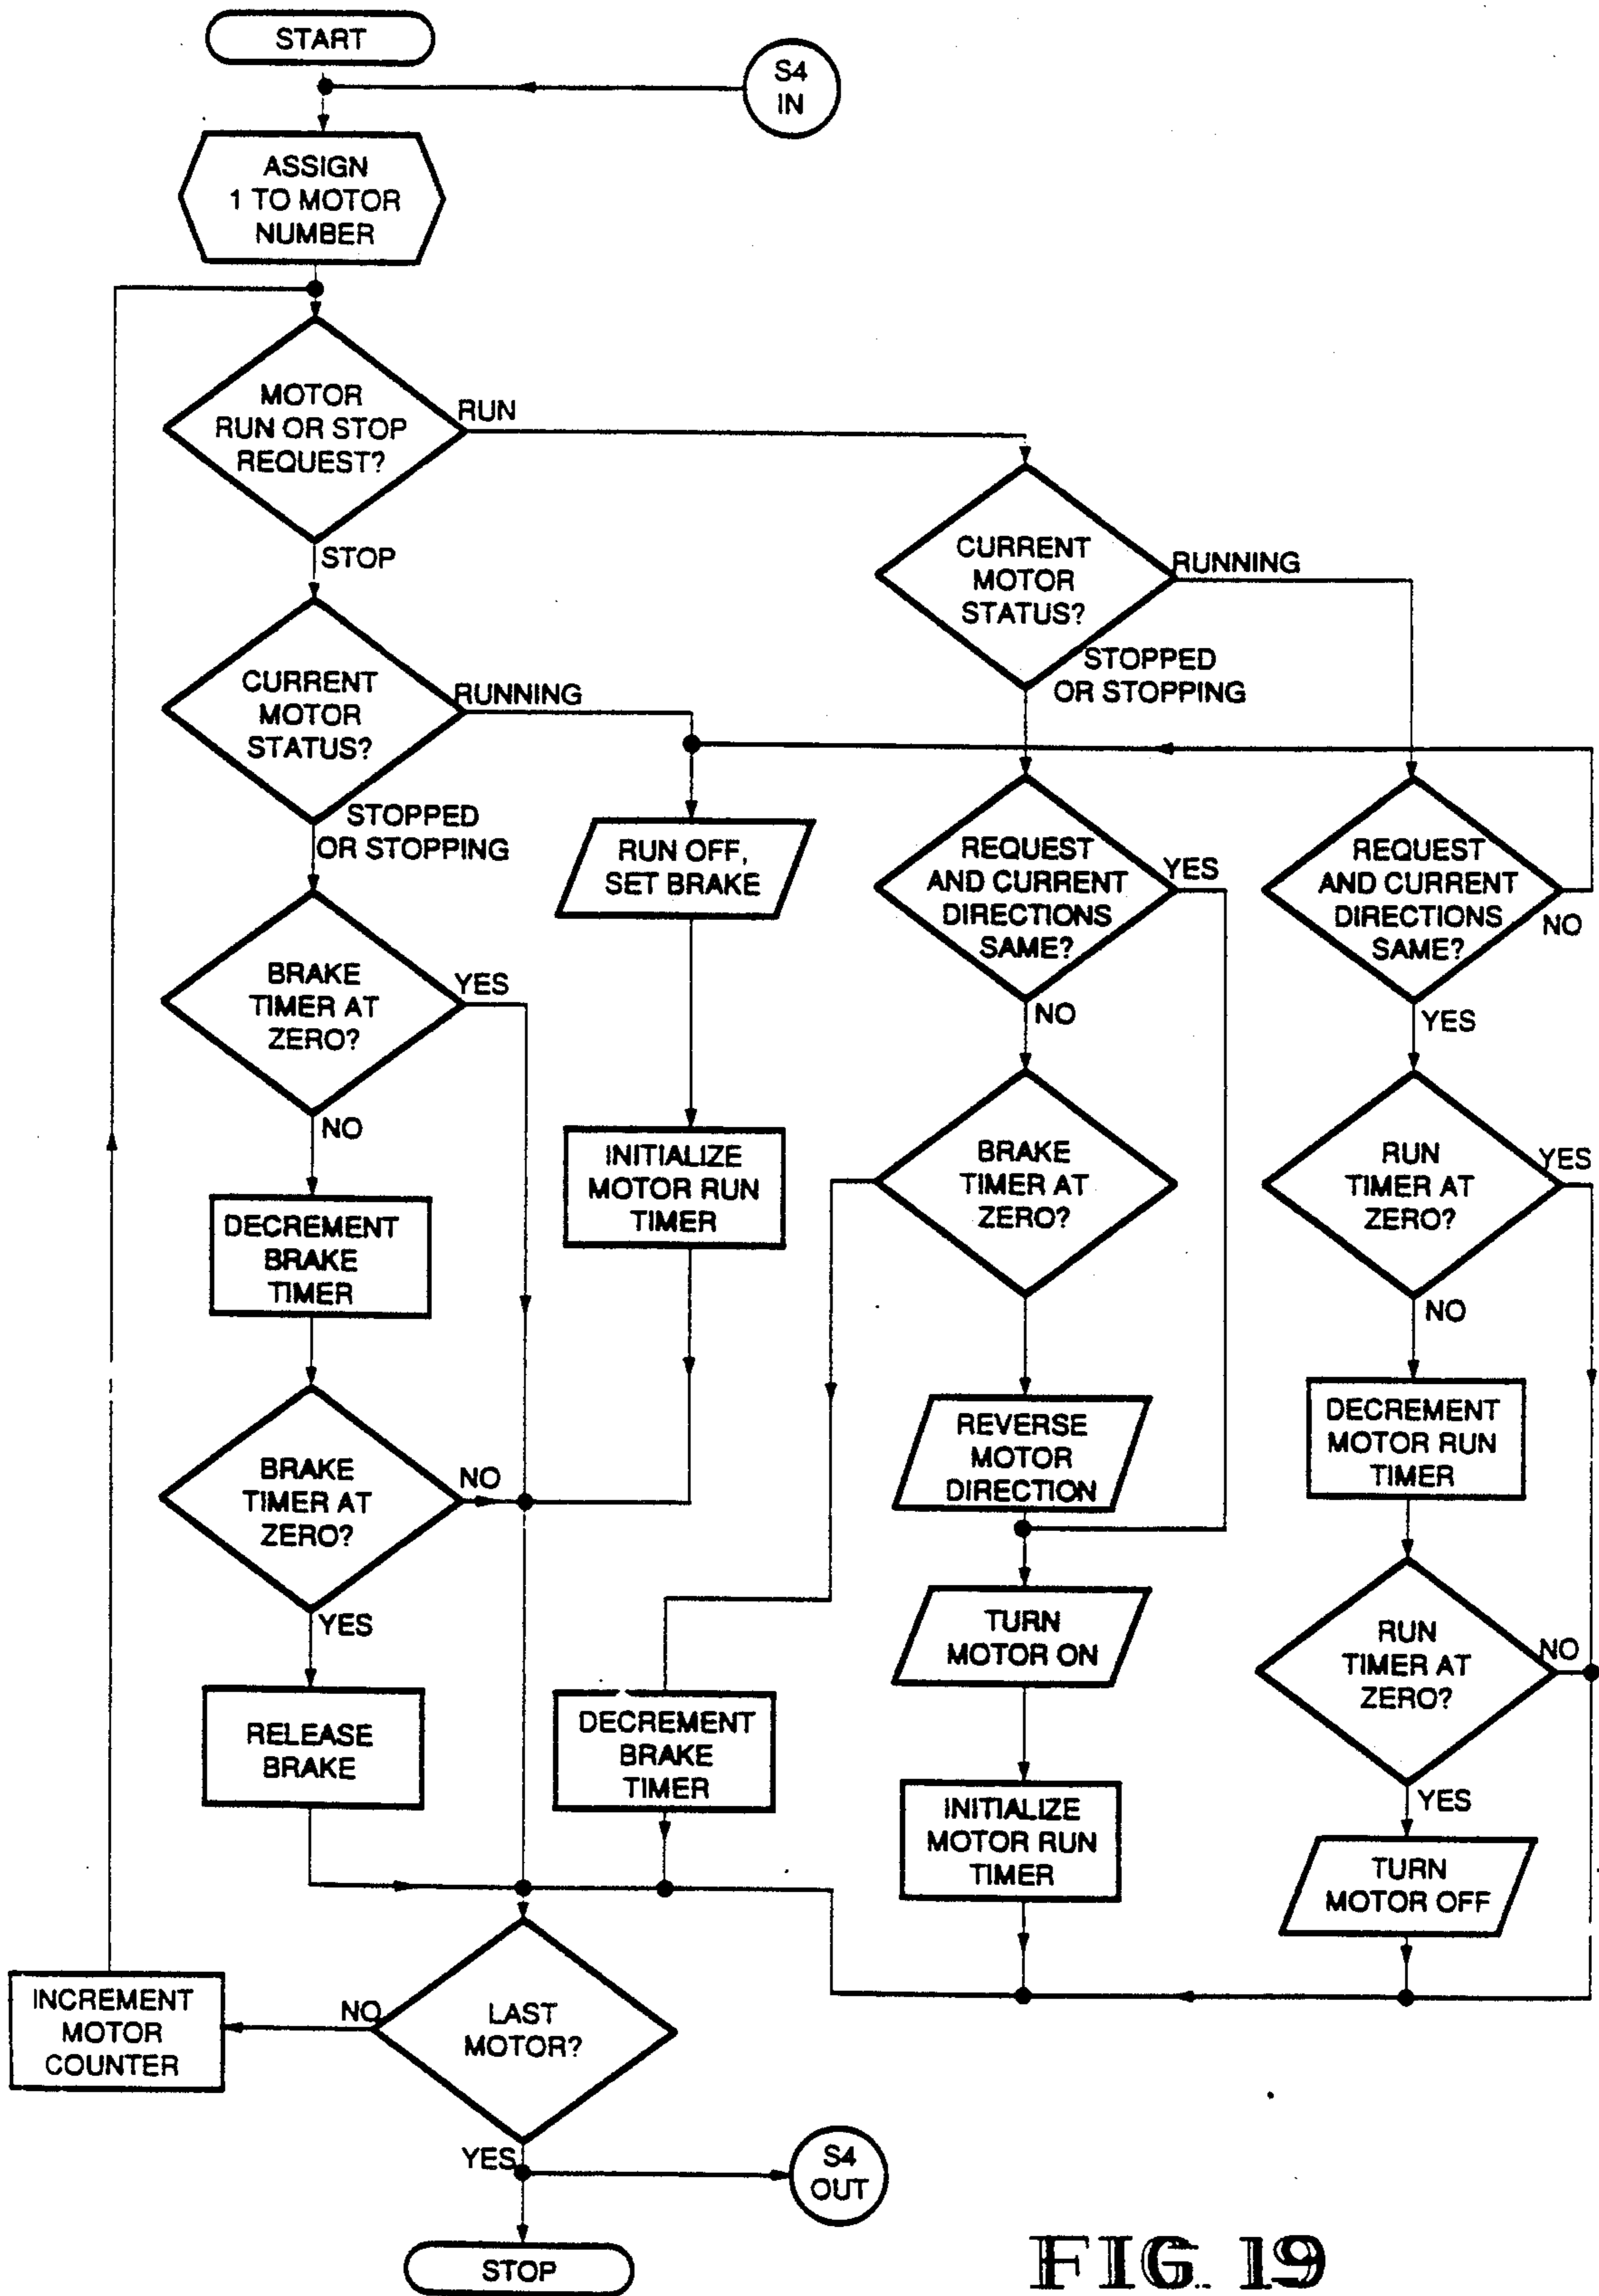 START
S4
IN
ASSIGN
1 TO MOTOR
NUMBER
MOTOR
RUN OR STOP
REQUEST?
RUN
STOP
CURRENT
MOTOR
STATUS?
RUNNING
STOPPED
OR STOPPING
CURRENT
MOTOR
STATUS?
RUNNING
STOPPED
OR STOPPING
RUN OFF,
SET BRAKE
REQUEST
AND CURRENT
DIRECTIONS
SAME?
YES
NO
REQUEST
AND CURRENT
DIRECTIONS
SAME?
NO
YES
BRAKE
TIMER AT
ZERO?
YES
NO
INITIALIZE
MOTOR RUN
TIMER
BRAKE
TIMER AT
ZERO?
RUN
TIMER AT
ZERO?
YES
NO
DECREMENT
BRAKE
TIMER
REVERSE
MOTOR
DIRECTION
DECREMENT
MOTOR RUN
TIMER
BRAKE
TIMER AT
ZERO?
NO
YES
TURN
MOTOR ON
RUN
TIMER AT
ZERO?
NO
YES
RELEASE
BRAKE
DECREMENT
BRAKE
TIMER
INITIALIZE
MOTOR RUN
TIMER
TURN
MOTOR OFF
INCREMENT
MOTOR
COUNTER
NO
LAST
MOTOR?
YES
S4
OUT
STOP
FIG. 19